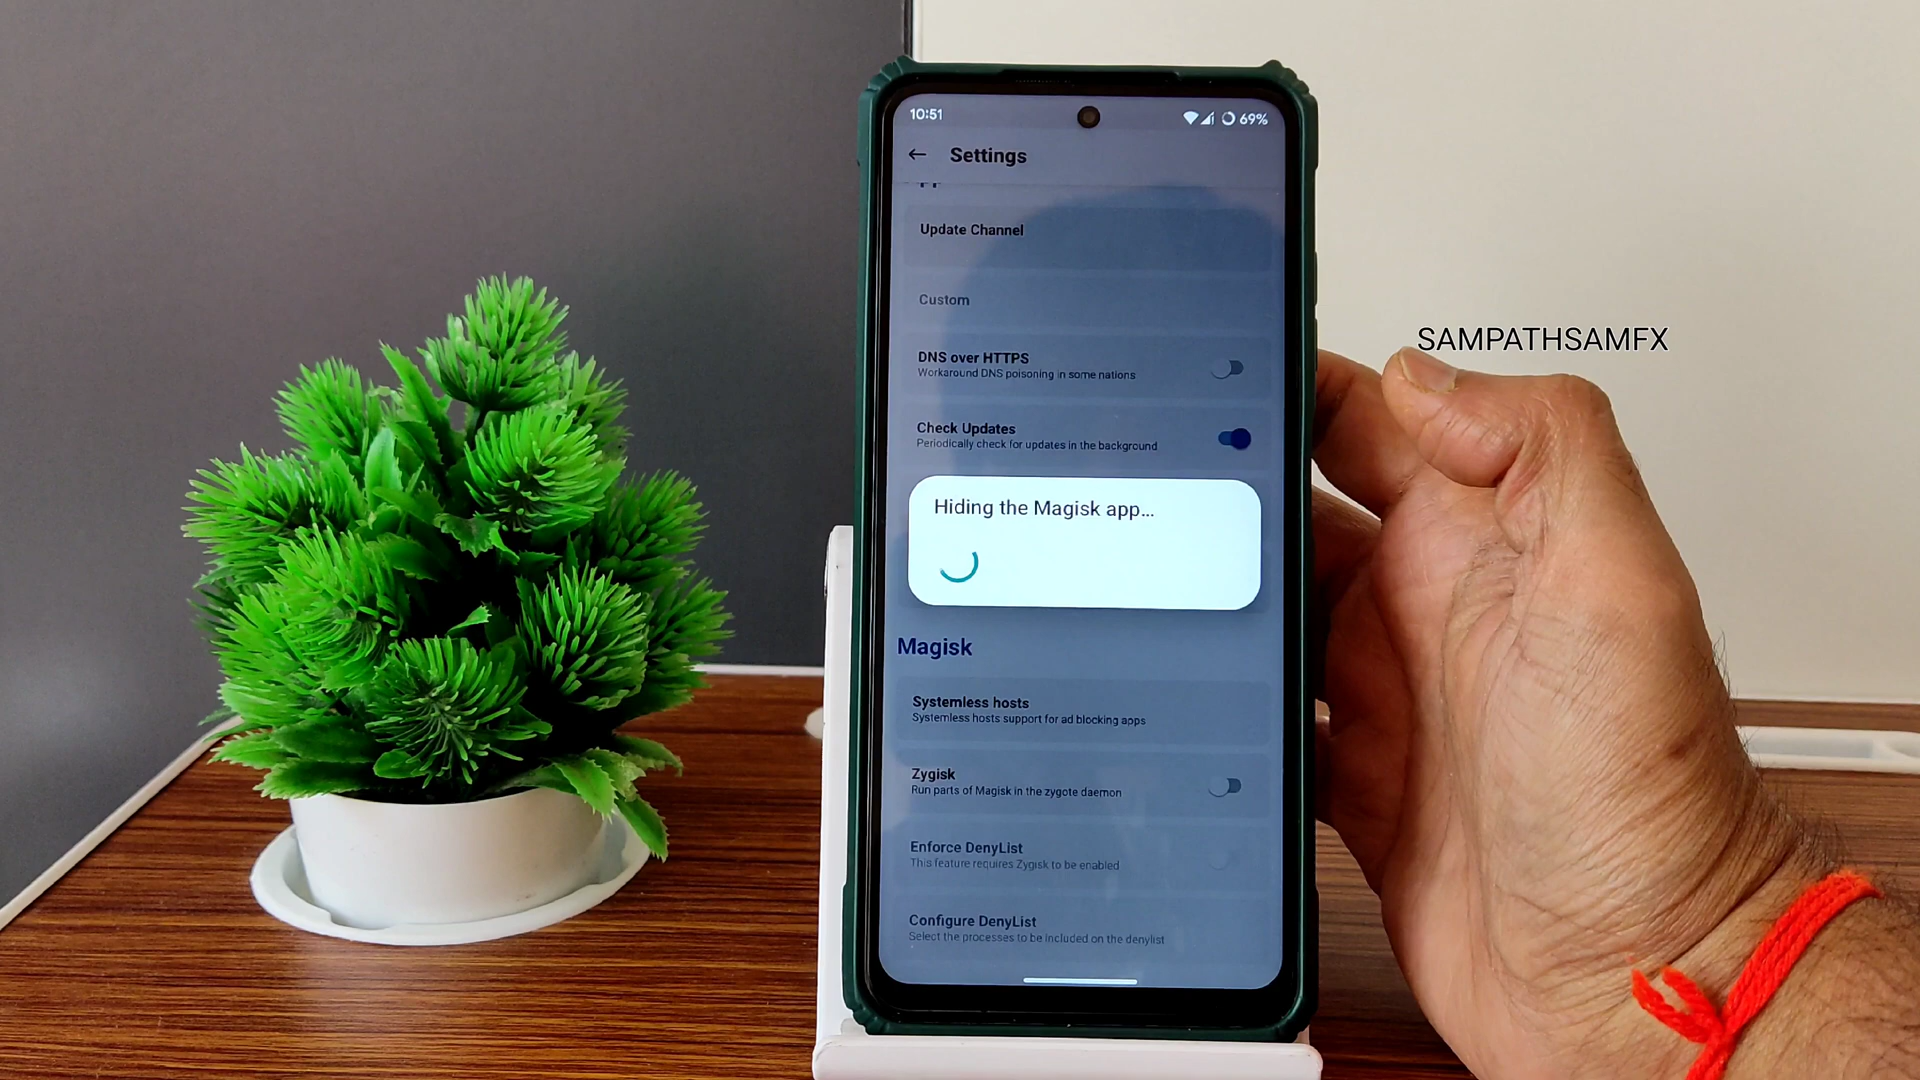 10:51
69%
Settings
Update Channel
Custom
DNS over HTTPS
Workaround DNS poisoning in some nations
Check Updates
Periodically check for updates in the background
Hiding the Magisk app...
Magisk
Systemless hosts
Systemless hosts support for ad blocking apps
Zygisk
Run parts of Magisk in the zygote daemon
Enforce DenyList
This feature requires Zygisk to be enabled
Configure DenyList
Select the processes to be included on the denylist
SAMPATHSAMFX